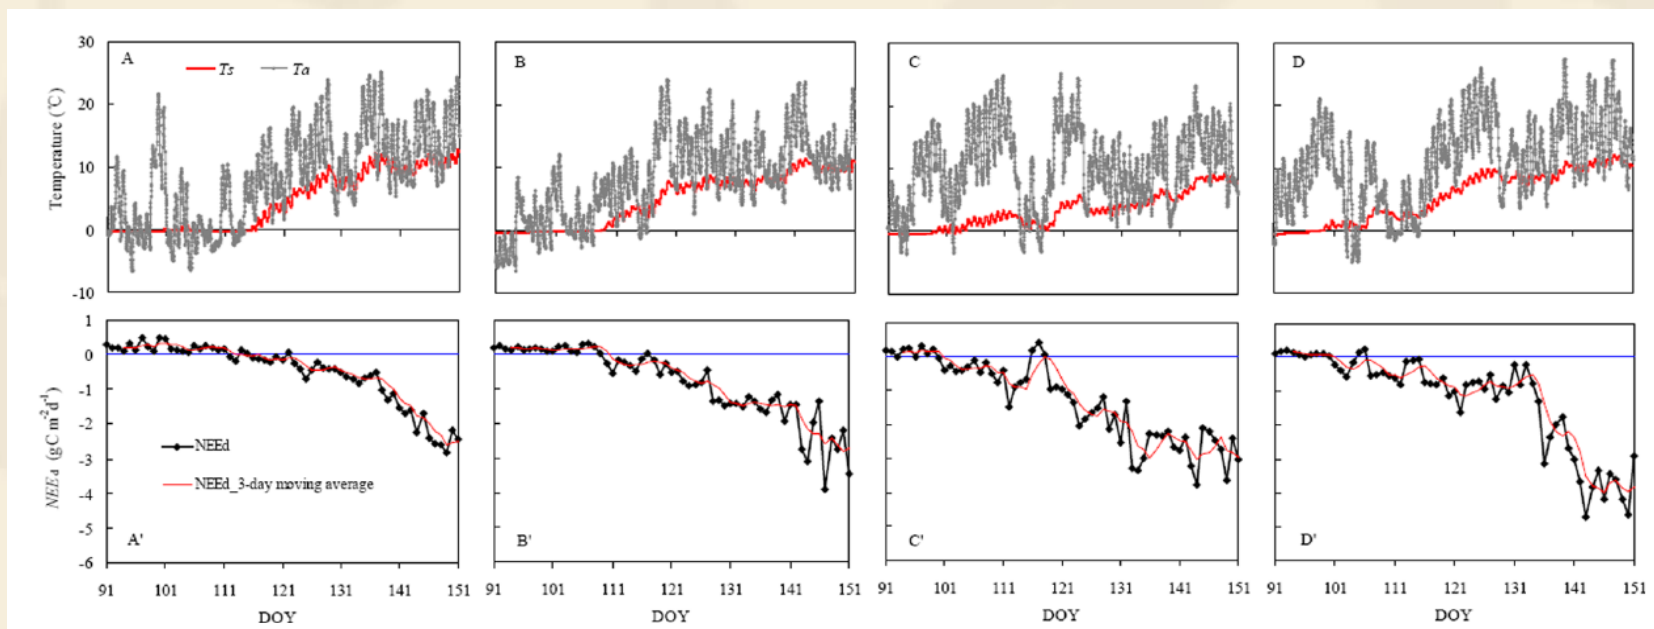 A
B
C
D
Ts
Ta
Temperature (℃)
30
20
10
0
-10
NEEd (gC m⁻²d⁻¹)
1
0
-1
-2
-3
-4
-5
-6
NEEd
NEEd_3-day moving average
A'
B'
C'
D'
91 101 111 121 131 141 151
91 101 111 121 131 141 151
91 101 111 121 131 141 151
91 101 111 121 131 141 151
DOY
DOY
DOY
DOY